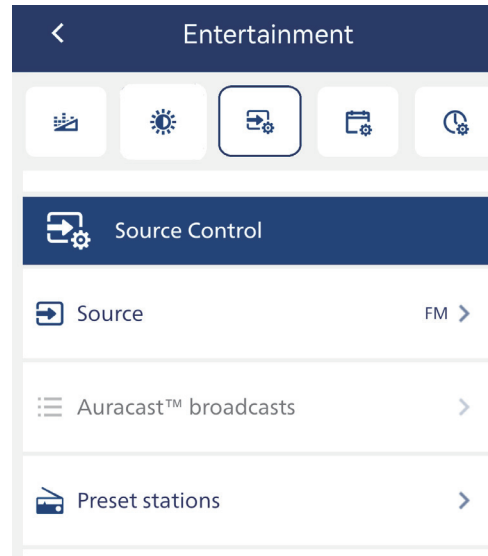 Entertainment
Source Control
Source FM
Auracast™ broadcasts
Preset stations